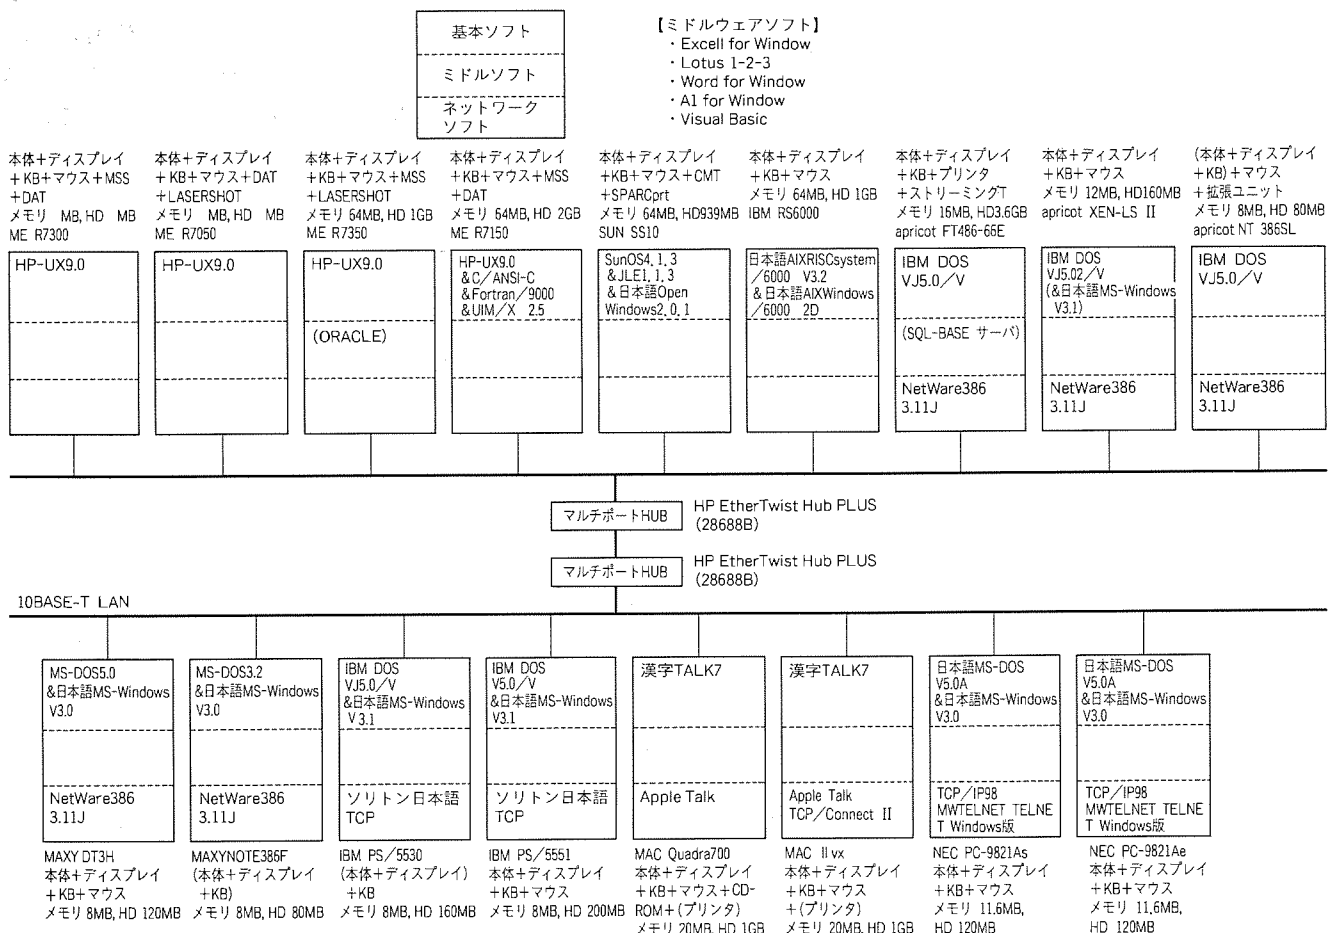 基本ソフト
ミドルソフト
ネットワーク
ソフト
【ミドルウェアソフト】
・Excell for Window
・Lotus 1-2-3
・Word for Window
・A1 for Window
・Visual Basic
本体+ディスプレイ
+KB+マウス+MSS
+DAT
メモリ MB, HD MB
ME R7300
HP-UX9.0
本体+ディスプレイ
+KB+マウス+DAT
+LASERSHOT
メモリ MB, HD MB
ME R7050
HP-UX9.0
本体+ディスプレイ
+KB+マウス+MSS
+LASERSHOT
メモリ 64MB, HD 1GB
ME R7350
HP-UX9.0
(ORACLE)
本体+ディスプレイ
+KB+マウス+MSS
+DAT
メモリ 64MB, HD 2GB
ME R7150
HP-UX9.0
&C/ANSI-C
&Fortran/9000
&UIM/X 2.5
本体+ディスプレイ
+KB+マウス+CMT
+SPARCprt
メモリ 64MB, HD939MB
SUN SS10
SunOS4.1.3
&JLE1.1.3
&日本語Open
Windows2.0.1
本体+ディスプレイ
+KB+マウス
メモリ 64MB, HD 1GB
IBM RS6000
日本語AIXRISCsystem
/6000 V3.2
&日本語AIXWindows
/6000 2D
本体+ディスプレイ
+KB+プリンタ
+ストリーミングT
メモリ 16MB, HD3.6GB
apricot FT486-66E
IBM DOS
VJ5.0/V
(SQL-BASE サーバ)
NetWare386
3.11J
本体+ディスプレイ
+KB+マウス
メモリ 12MB, HD160MB
apricot XEN-LS II
IBM DOS
VJ5.02/V
(&日本語MS-Windows
V3.1)
NetWare386
3.11J
(本体+ディスプレイ
+KB)+マウス
+拡張ユニット
メモリ 8MB, HD 80MB
apricot NT 386SL
IBM DOS
VJ5.0/V
NetWare386
3.11J
マルチポートHUB
HP EtherTwist Hub PLUS
(28688B)
マルチポートHUB
HP EtherTwist Hub PLUS
(28688B)
10BASE-T LAN
MS-DOS5.0
&日本語MS-Windows
V3.0
NetWare386
3.11J
MAXY DT3H
本体+ディスプレイ
+KB+マウス
メモリ 8MB, HD 120MB
MS-DOS3.2
&日本語MS-Windows
V3.0
NetWare386
3.11J
MAXYNOTE386F
(本体+ディスプレイ
+KB)
メモリ 8MB, HD 80MB
IBM DOS
VJ5.0/V
&日本語MS-Windows
V3.1
ソリトン日本語
TCP
IBM PS/5530
(本体+ディスプレイ)
+KB
メモリ 8MB, HD 160MB
IBM DOS
V5.0/V
&日本語MS-Windows
V3.1
ソリトン日本語
TCP
IBM PS/5551
本体+ディスプレイ
+KB+マウス
メモリ 8MB, HD 200MB
漢字TALK7
Apple Talk
MAC Quadra700
本体+ディスプレイ
+KB+マウス+CD-
ROM+(プリンタ)
メモリ 20MB, HD 1GB
漢字TALK7
Apple Talk
TCP/Connect II
MAC IIvx
本体+ディスプレイ
+KB+マウス
+(プリンタ)
メモリ 20MB, HD 1GB
日本語MS-DOS
V5.0A
&日本語MS-Windows
V3.0
TCP/IP98
MWTELNET TELNE
T Windows版
NEC PC-9821As
本体+ディスプレイ
+KB+マウス
メモリ 11.6MB,
HD 120MB
日本語MS-DOS
V5.0A
&日本語MS-Windows
V3.0
TCP/IP98
MWTELNET TELNE
T Windows版
NEC PC-9821Ae
本体+ディスプレイ
+KB+マウス
メモリ 11.6MB,
HD 120MB